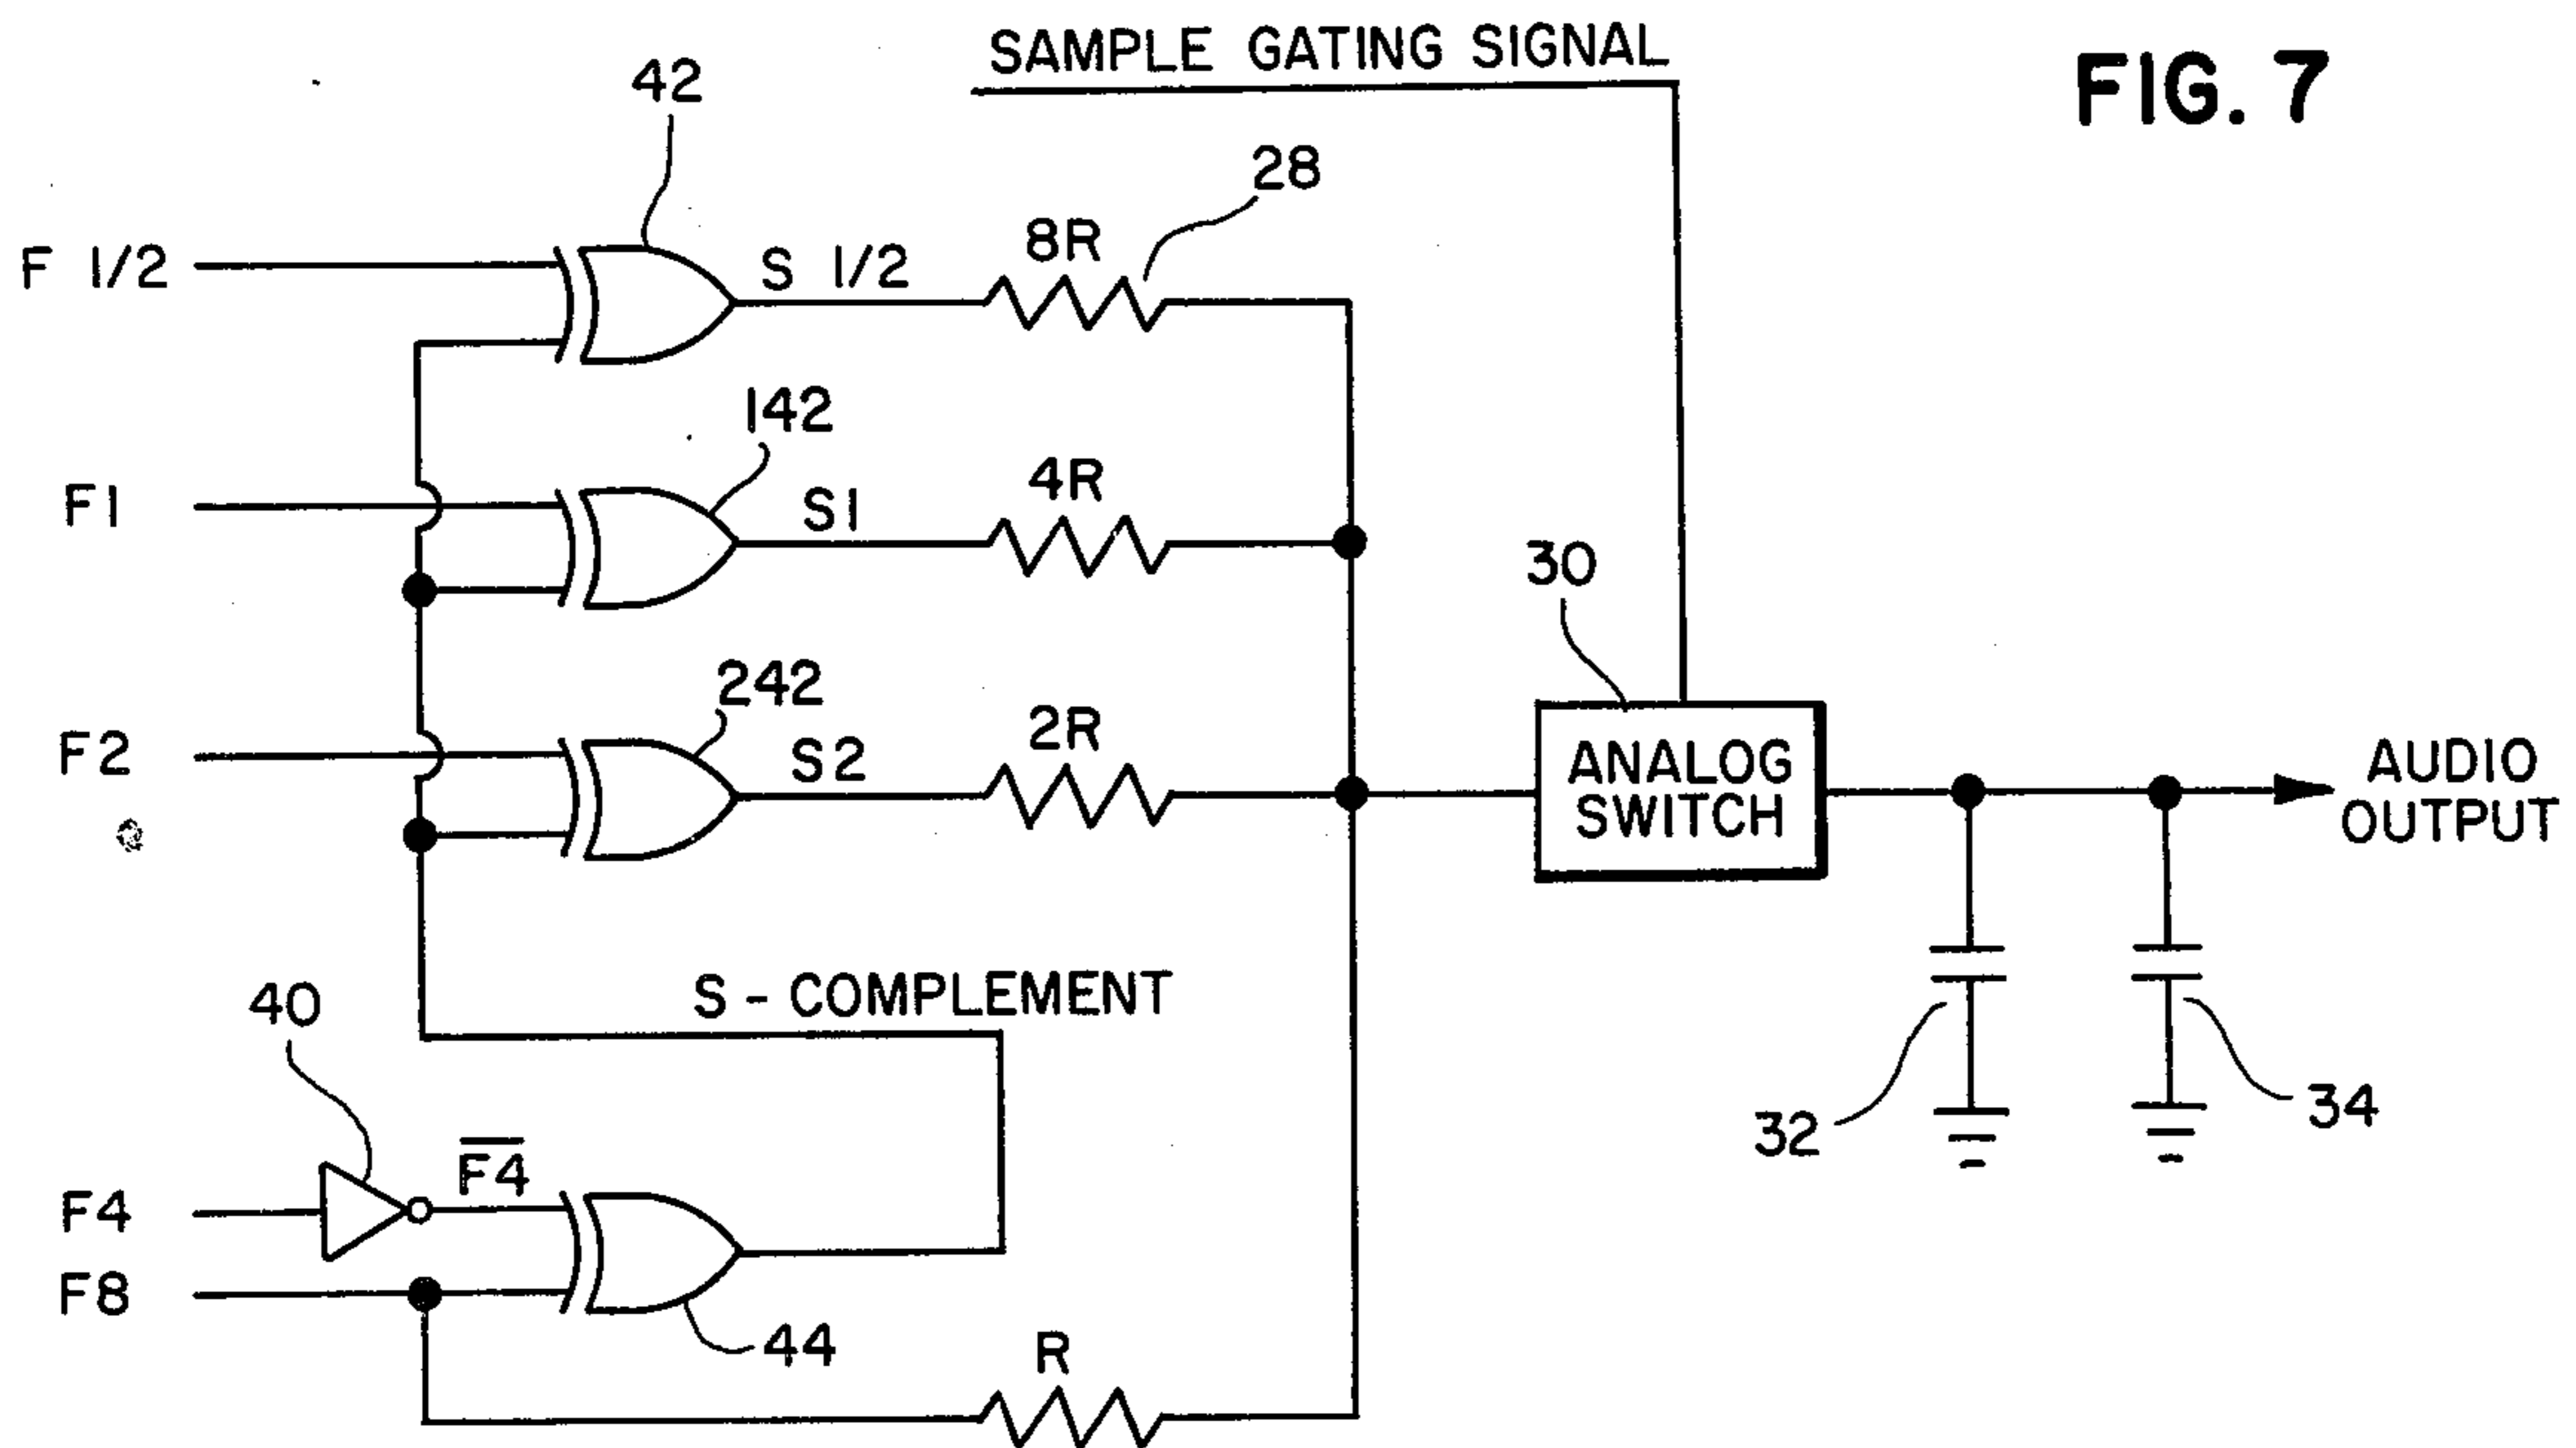 SAMPLE GATING SIGNAL
FIG. 7
42
28
F 1/2
S 1/2
8R
142
F1
S1
4R
30
242
F2
S2
2R
ANALOG
SWITCH
AUDIO
OUTPUT
S - COMPLEMENT
40
F4
F4
32
34
F8
44
R